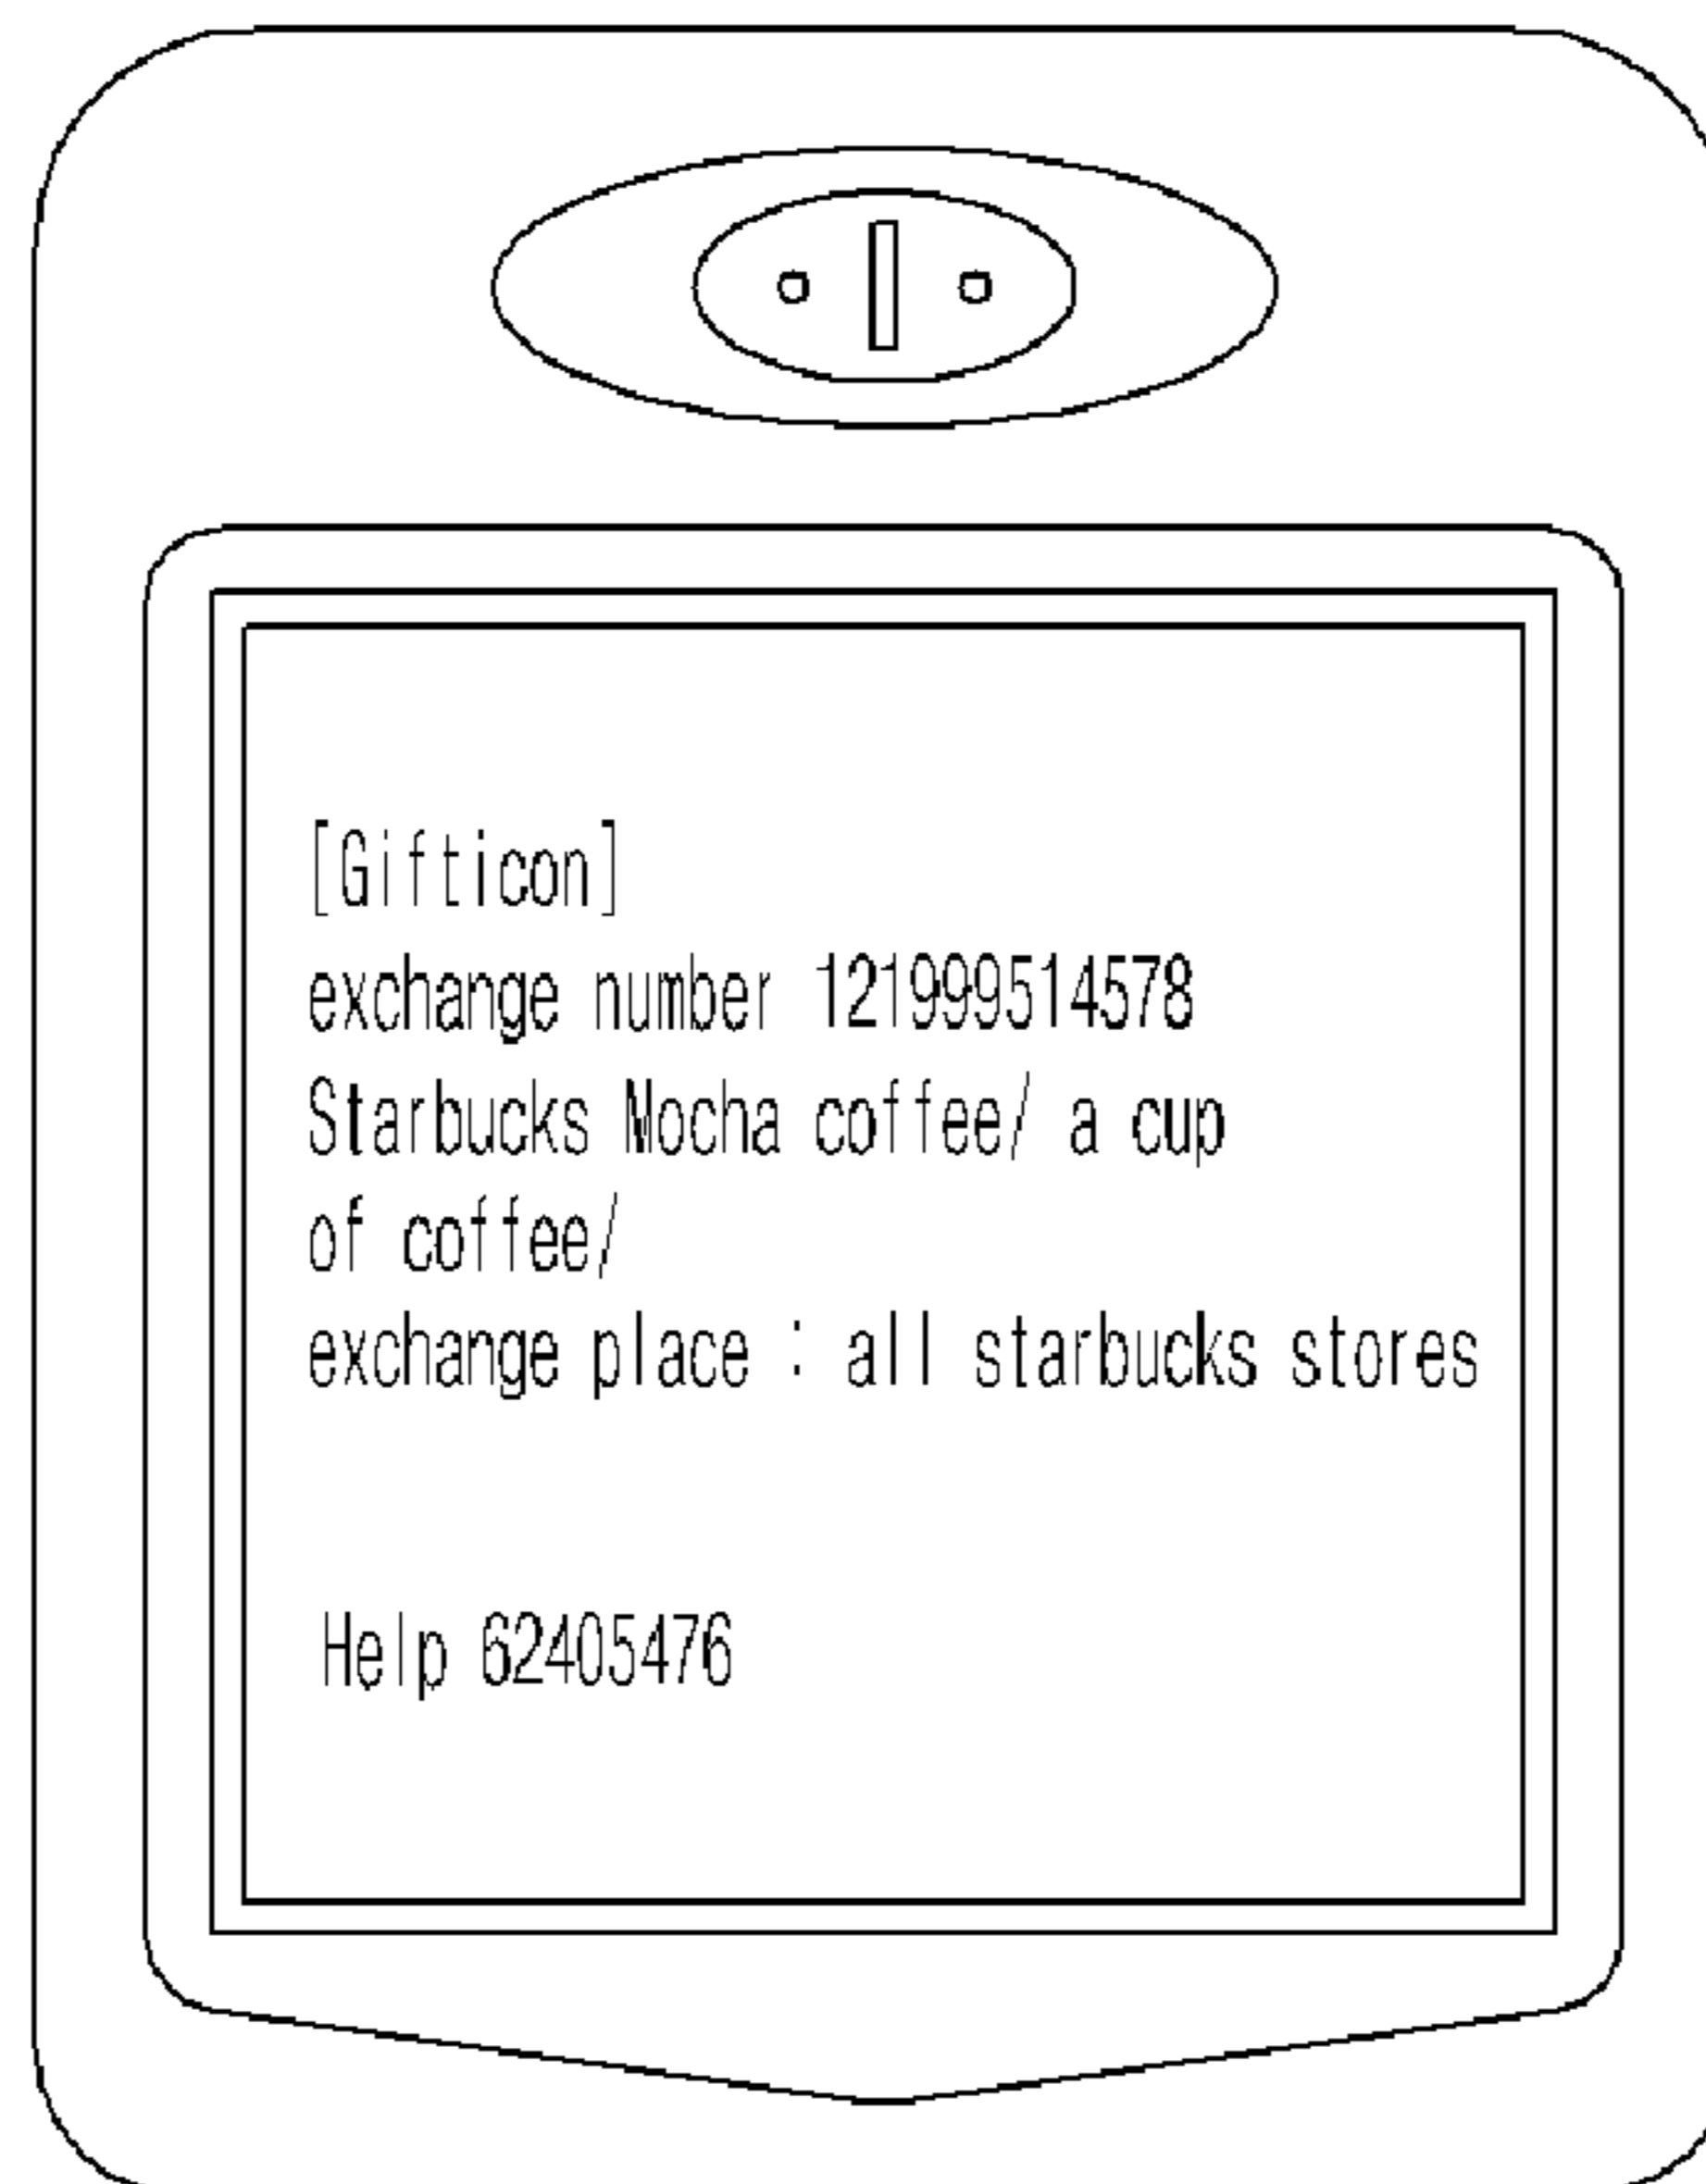 [Gifticon]
exchange number 121999514578
Starbucks Mocha coffee/ a cup
of coffee/
exchange place : all starbucks stores
Help 62405476